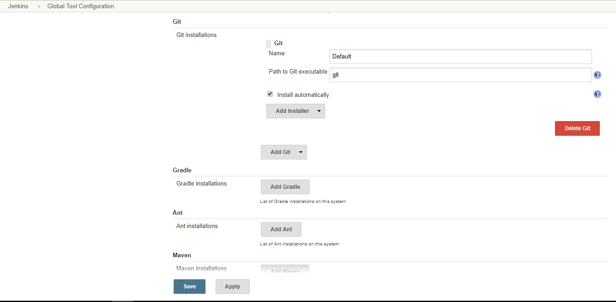 Jenkins › Global Tool Configuration
Git
Git installations
Git
Name Default
Path to Git executable git
Install automatically
Add Installer
Delete Git
Add Git
Gradle
Gradle installations
Add Gradle
List of Gradle installations on this system
Ant
Ant installations
Add Ant
List of Ant installations on this system
Maven
Maven installations
Add Maven
Save Apply